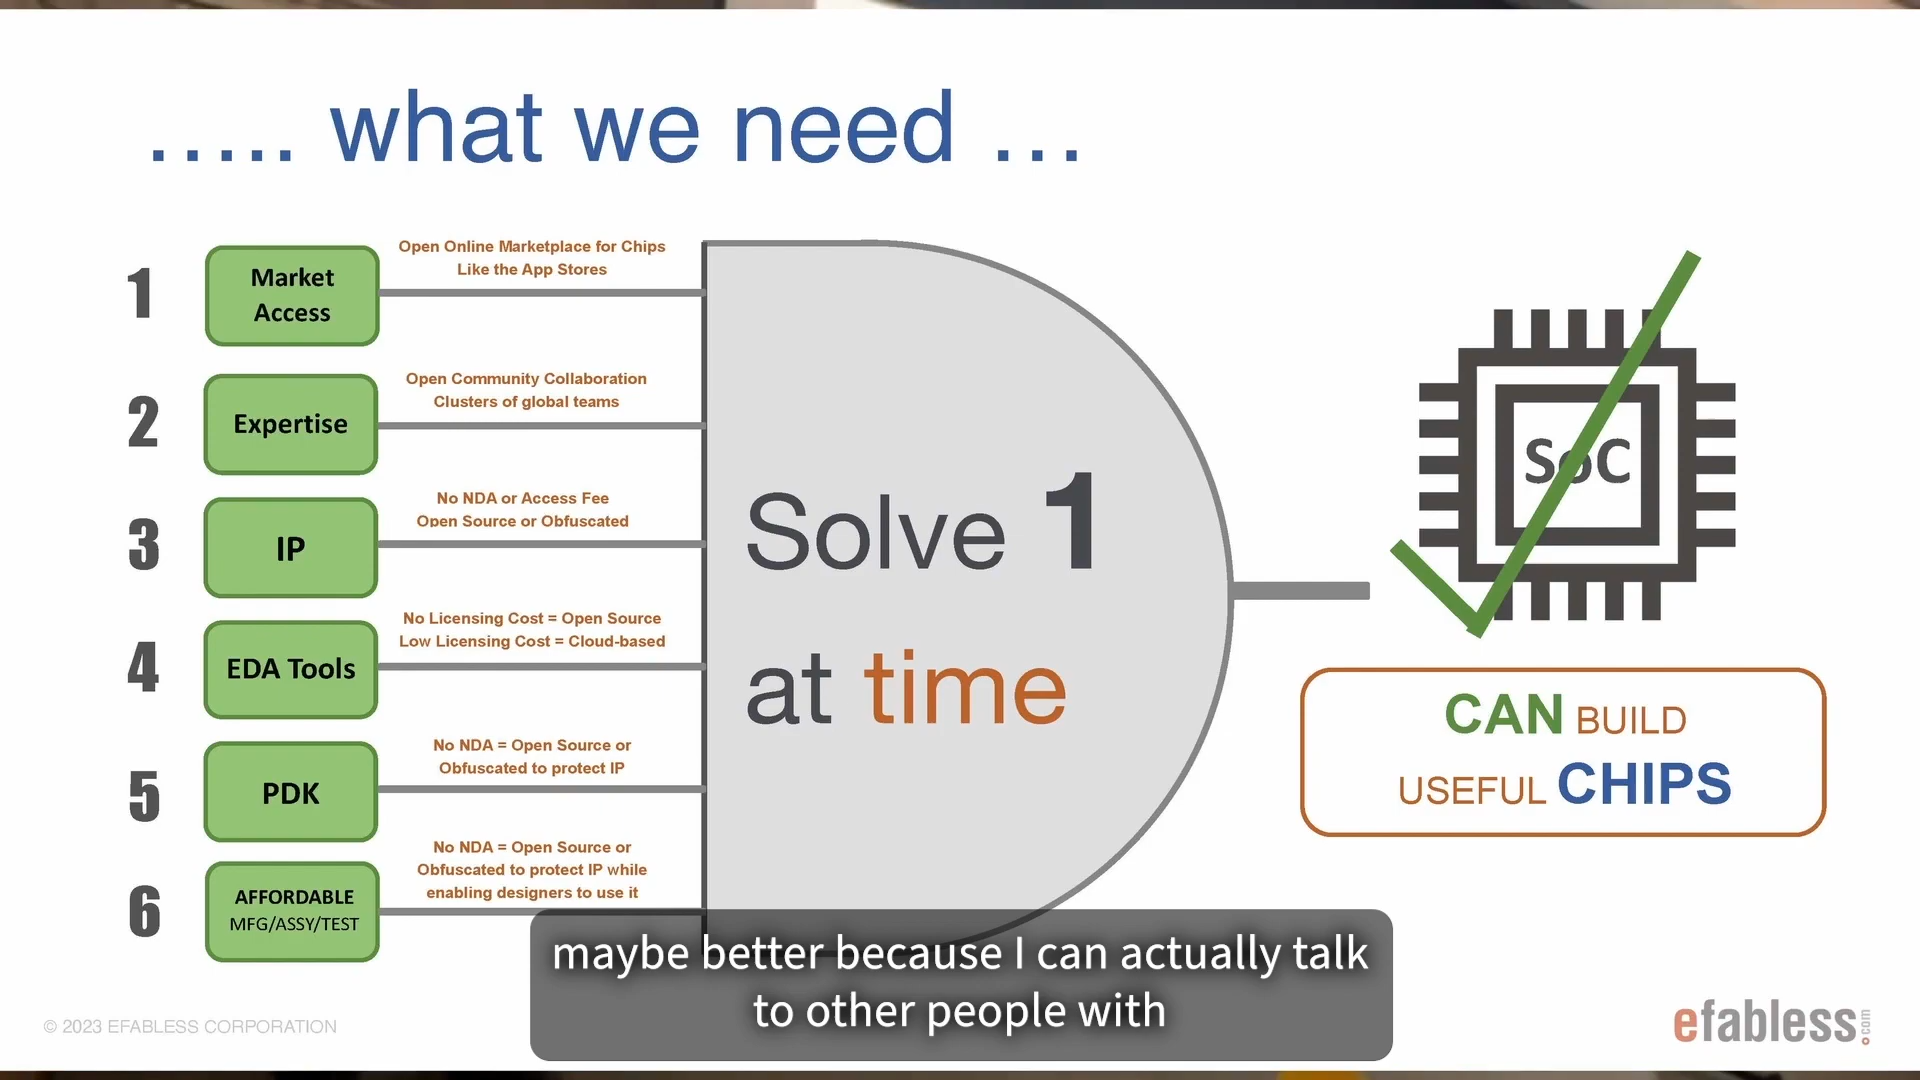 ..... what we need ...
1
Market
Access
Open Online Marketplace for Chips
Like the App Stores
2
Expertise
Open Community Collaboration
Clusters of global teams
3
IP
No NDA or Access Fee
Open Source or Obfuscated
4
EDA Tools
No Licensing Cost = Open Source
Low Licensing Cost = Cloud-based
5
PDK
No NDA = Open Source or
Obfuscated to protect IP
6
AFFORDABLE
MFG/ASSY/TEST
No NDA = Open Source or
Obfuscated to protect IP while
enabling designers to use it
Solve 1
at time
SoC
CAN BUILD
USEFUL CHIPS
maybe better because I can actually talk
to other people with
© 2023 EFABLESS CORPORATION
efabless.com